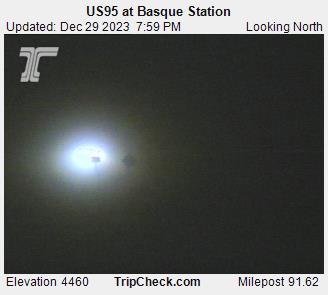 US95 at Basque Station
Updated: Dec 29 2023 7:59 PM Looking North
Elevation 4460 TripCheck.com Milepost 91.62